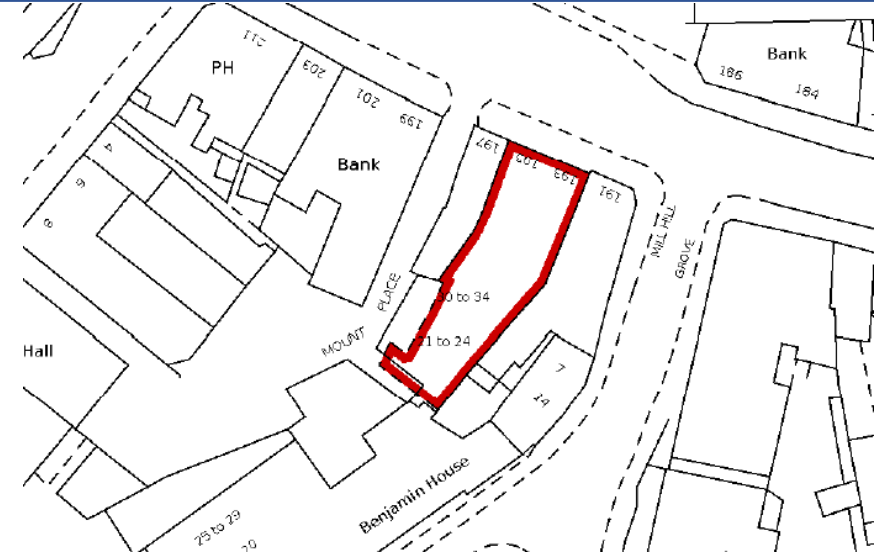 211
PH
203
201
199
Bank
197
193
191
Bank
186
184
4
6
8
MILL HILL
GROVE
PLACE
MOUNT
30 to 34
21 to 24
Hall
7
14
Benjamin House
25 to 29
20